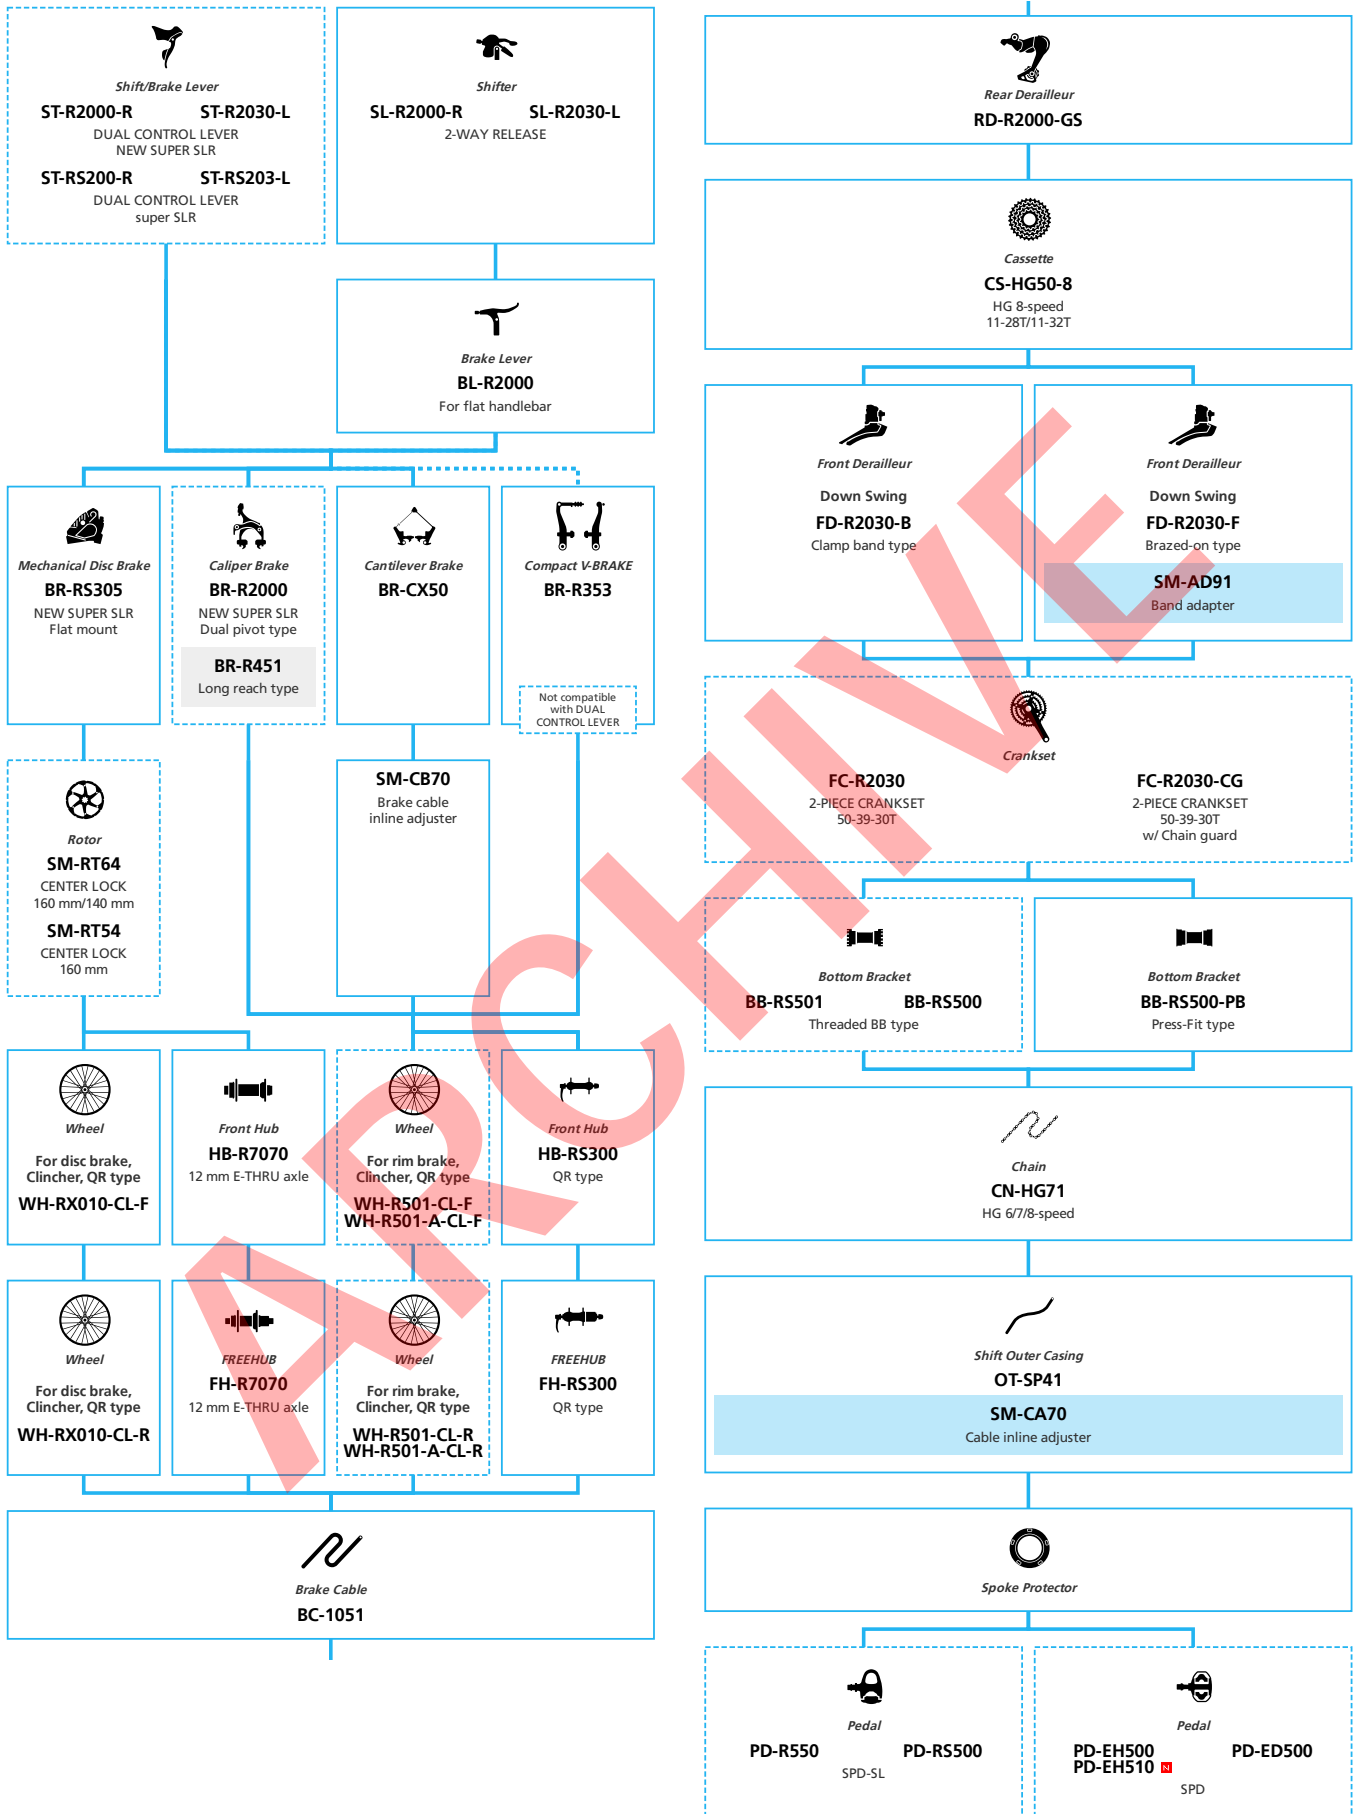 Shift/Brake Lever
ST-R2000-R ST-R2030-L
DUAL CONTROL LEVER
NEW SUPER SLR
ST-RS200-R ST-RS203-L
DUAL CONTROL LEVER
super SLR
Shifter
SL-R2000-R SL-R2030-L
2-WAY RELEASE
Brake Lever
BL-R2000
For flat handlebar
Mechanical Disc Brake
BR-RS305
NEW SUPER SLR
Flat mount
Caliper Brake
BR-R2000
NEW SUPER SLR
Dual pivot type
BR-R451
Long reach type
Cantilever Brake
BR-CX50
Compact V-BRAKE
BR-R353
Not compatible
with DUAL
CONTROL LEVER
Rotor
SM-RT64
CENTER LOCK
160 mm/140 mm
SM-RT54
CENTER LOCK
160 mm
SM-CB70
Brake cable
inline adjuster
Wheel
For disc brake,
Clincher, QR type
WH-RX010-CL-F
Front Hub
HB-R7070
12 mm E-THRU axle
Wheel
For rim brake,
Clincher, QR type
WH-R501-CL-F
WH-R501-A-CL-F
Front Hub
HB-RS300
QR type
Wheel
For disc brake,
Clincher, QR type
WH-RX010-CL-R
FREEHUB
FH-R7070
12 mm E-THRU axle
Wheel
For rim brake,
Clincher, QR type
WH-R501-CL-R
WH-R501-A-CL-R
FREEHUB
FH-RS300
QR type
Brake Cable
BC-1051
Rear Derailleur
RD-R2000-GS
Cassette
CS-HG50-8
HG 8-speed
11-28T/11-32T
Front Derailleur
Down Swing
FD-R2030-B
Clamp band type
Front Derailleur
Down Swing
FD-R2030-F
Brazed-on type
SM-AD91
Band adapter
Crankset
FC-R2030
2-PIECE CRANKSET
50-39-30T
FC-R2030-CG
2-PIECE CRANKSET
50-39-30T
w/ Chain guard
Bottom Bracket
BB-RS501 BB-RS500
Threaded BB type
Bottom Bracket
BB-RS500-PB
Press-Fit type
Chain
CN-HG71
HG 6/7/8-speed
Shift Outer Casing
OT-SP41
SM-CA70
Cable inline adjuster
Spoke Protector
Pedal
PD-R550 PD-RS500
SPD-SL
Pedal
PD-EH500 PD-ED500
PD-EH510 N
SPD
ARCHIVE